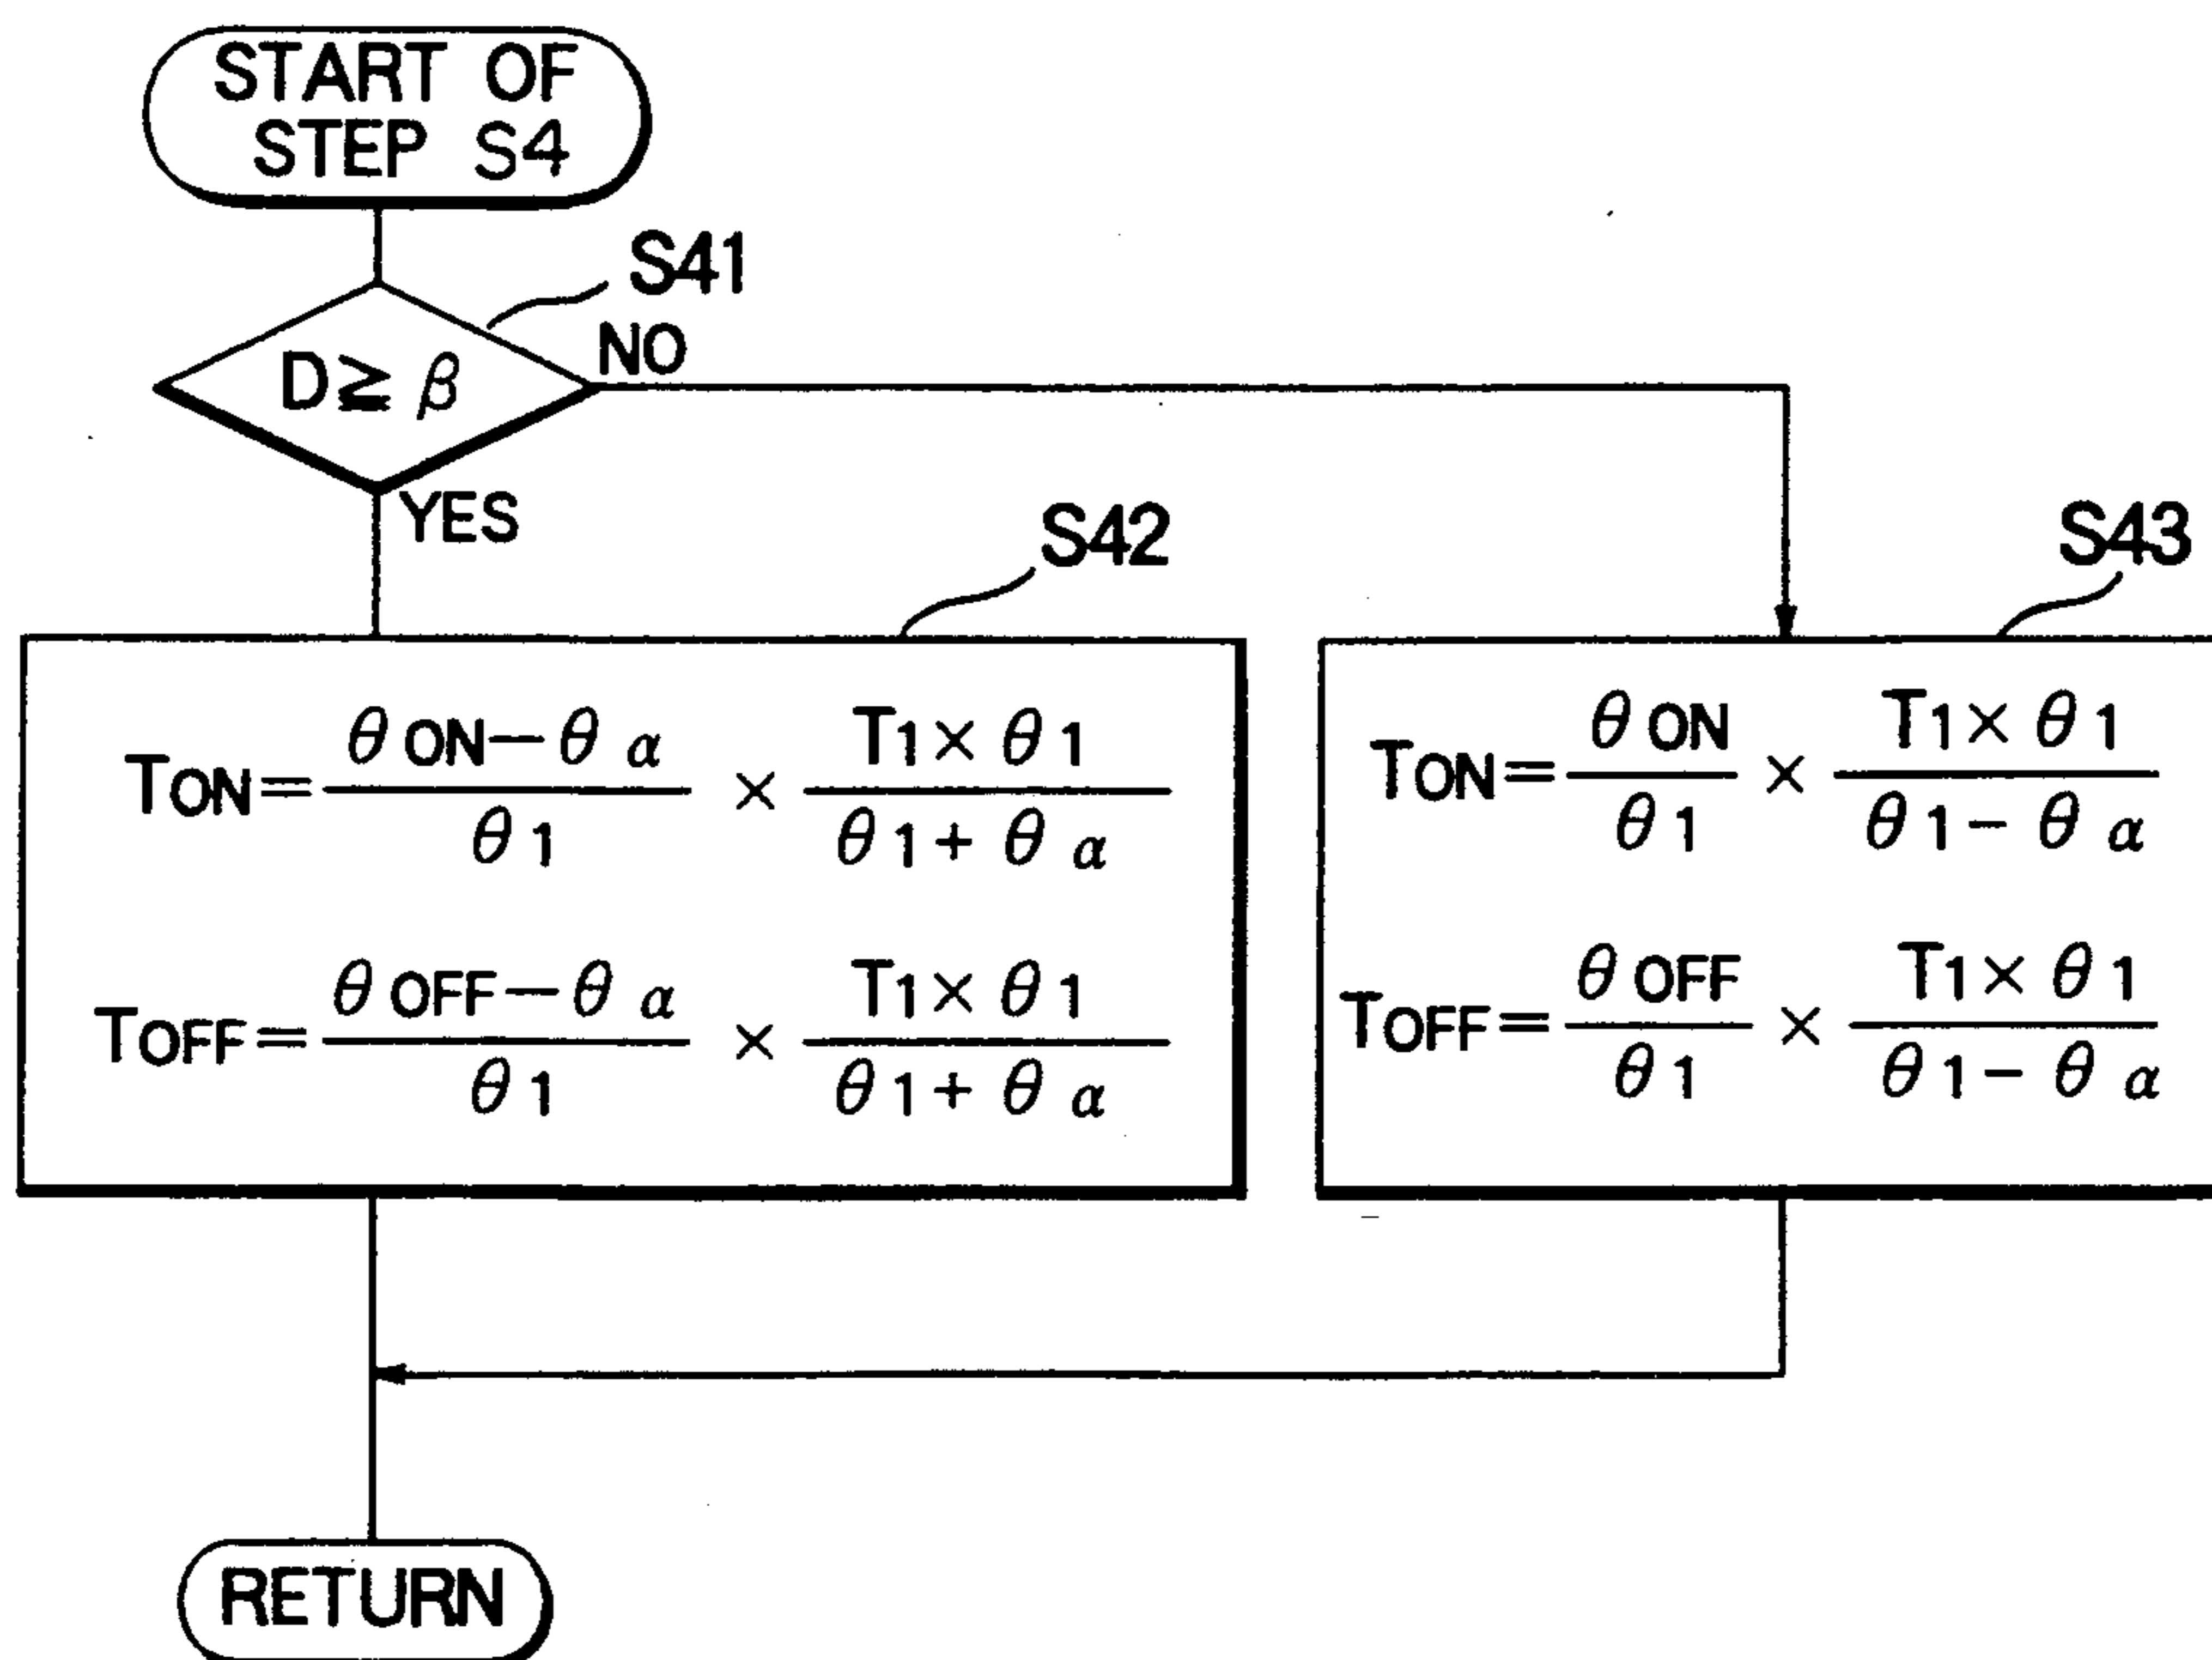 START OF
STEP S4
S41
D≧β
NO
YES
S42
S43
TON= (θON−θα)/θ1 × (T1×θ1)/(θ1+θα)
TOFF= (θOFF−θα)/θ1 × (T1×θ1)/(θ1+θα)
TON= θON/θ1 × (T1×θ1)/(θ1−θα)
TOFF= θOFF/θ1 × (T1×θ1)/(θ1−θα)
RETURN